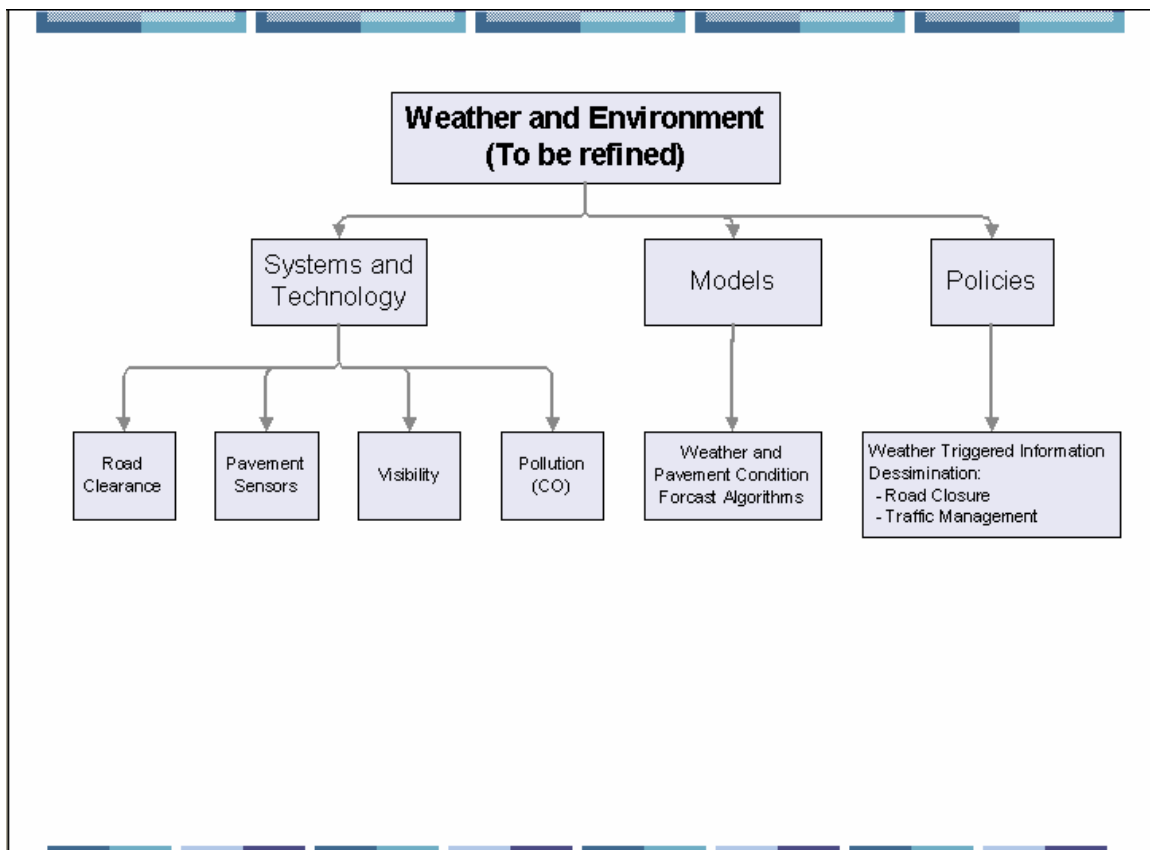 Weather and Environment
(To be refined)
Systems and
Technology
Models
Policies
Road
Clearance
Pavement
Sensors
Visibility
Pollution
(CO)
Weather and
Pavement Condition
Forcast Algorithms
Weather Triggered Information
Dessimination:
- Road Closure
- Traffic Management